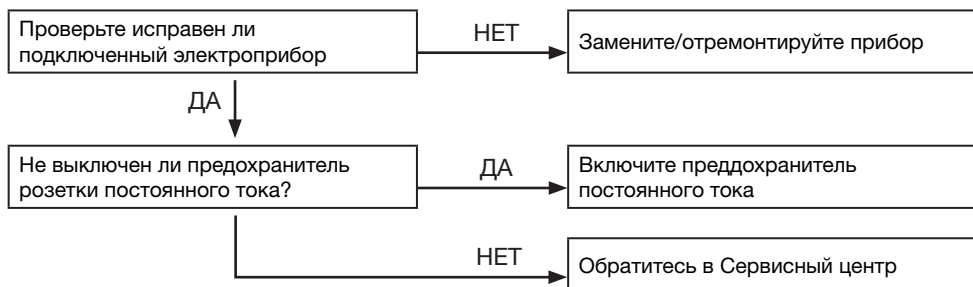 Проверьте исправен ли
подключенный электроприбор
НЕТ
Замените/отремонтируйте прибор
ДА
Не выключен ли предохранитель
розетки постоянного тока?
ДА
Включите преддохранитель
постоянного тока
НЕТ
Обратитесь в Сервисный центр